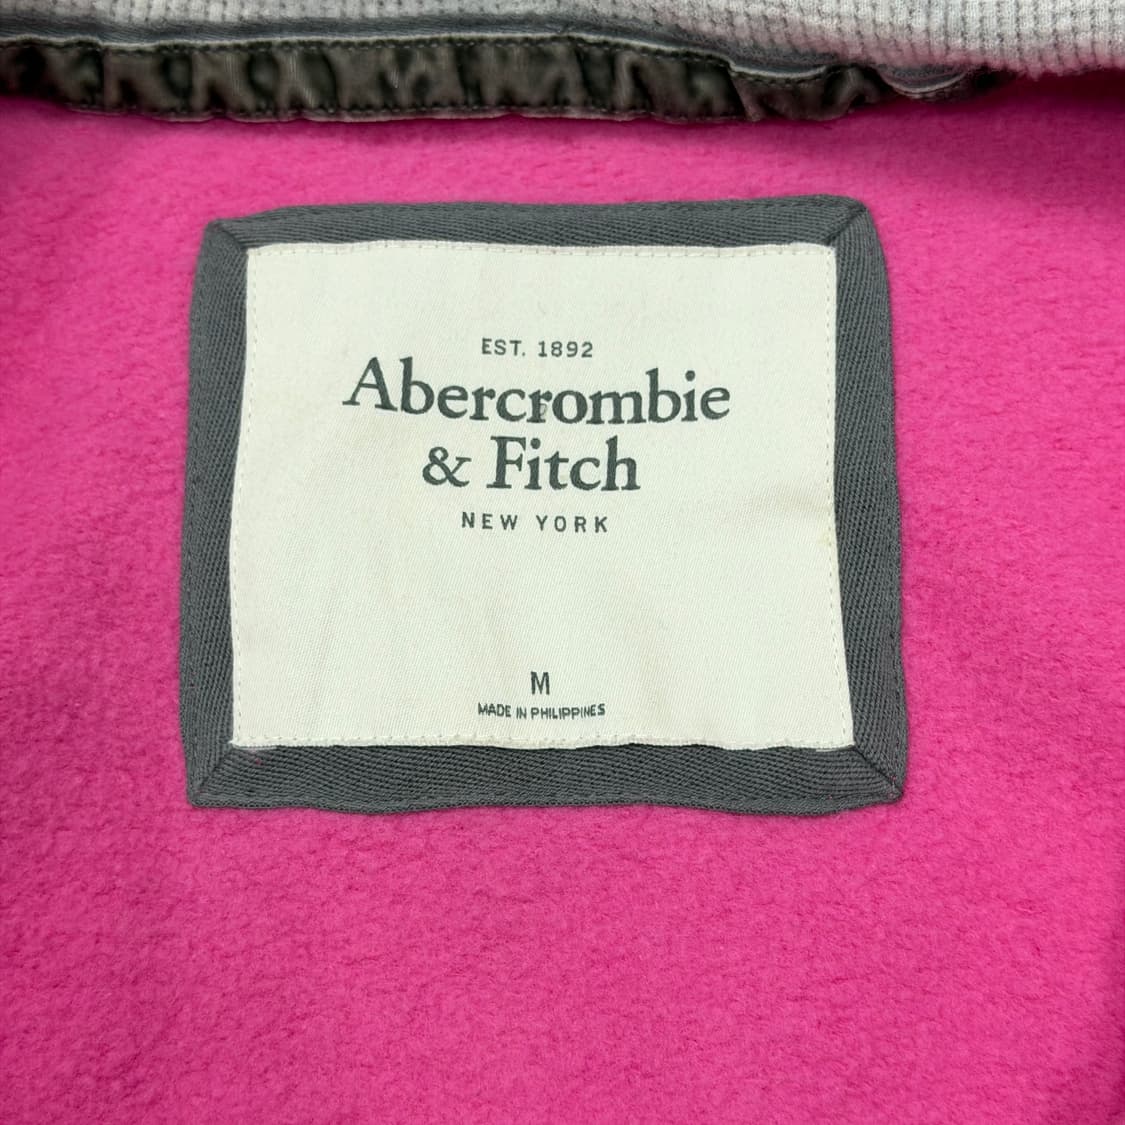 EST. 1892
Abercrombie
& Fitch
NEW YORK
M
MADE IN PHILIPPINES